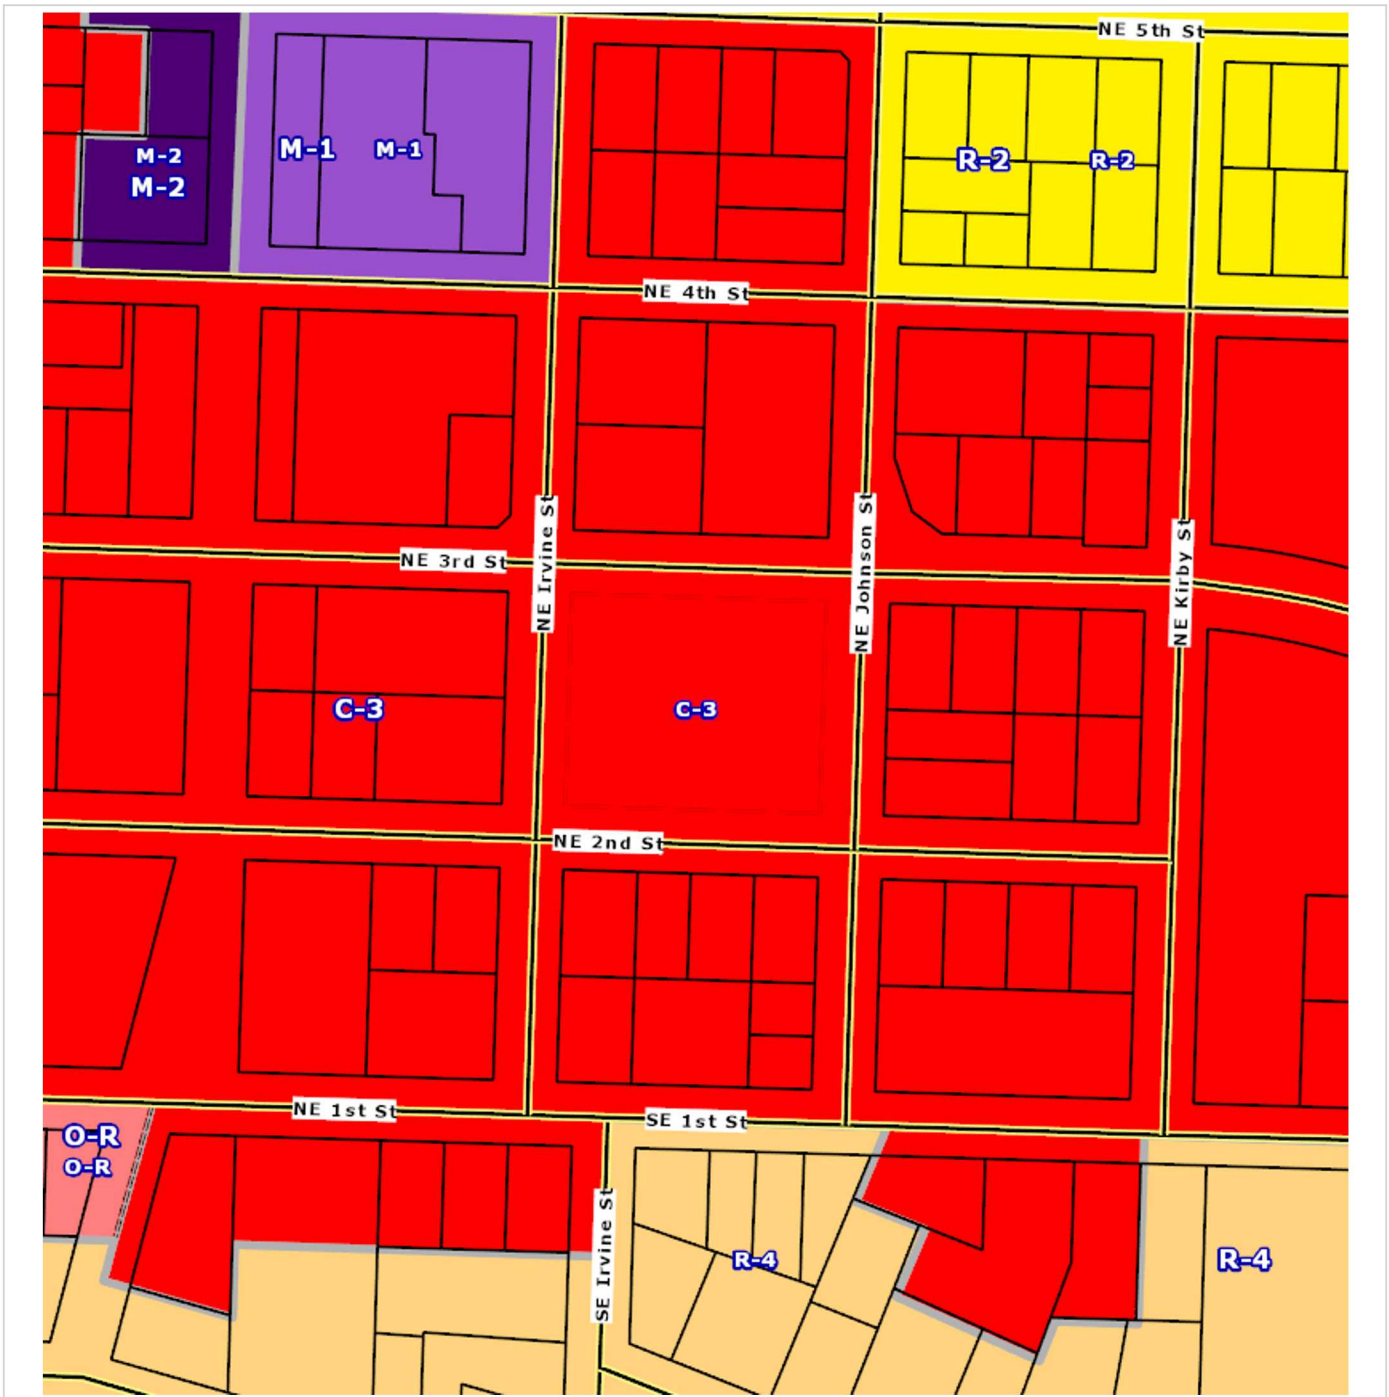 NE 5th St
M-1
M-1
M-2
M-2
R-2
R-2
NE 4th St
NE 3rd St
NE Irvine St
NE Johnson St
NE Kirby St
C-3
C-3
NE 2nd St
NE 1st St
SE 1st St
O-R
O-R
SE Irvine St
R-4
R-4